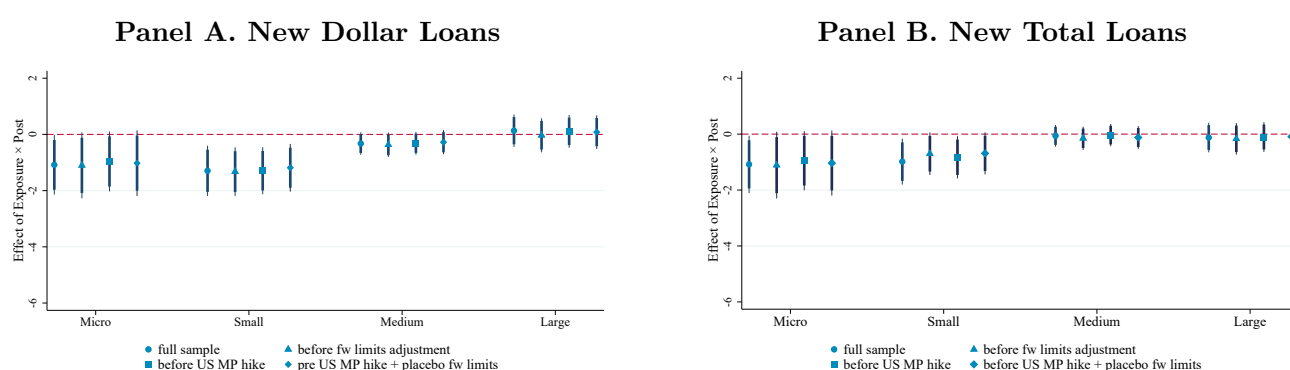 Panel A. New Dollar Loans
Effect of Exposure × Post
2
0
-2
-4
-6
Micro Small Medium Large
full sample before fw limits adjustment
before US MP hike pre US MP hike + placebo fw limits
Panel B. New Total Loans
Effect of Exposure × Post
2
0
-2
-4
-6
Micro Small Medium Large
full sample before fw limits adjustment
before US MP hike before US MP hike + placebo fw limits